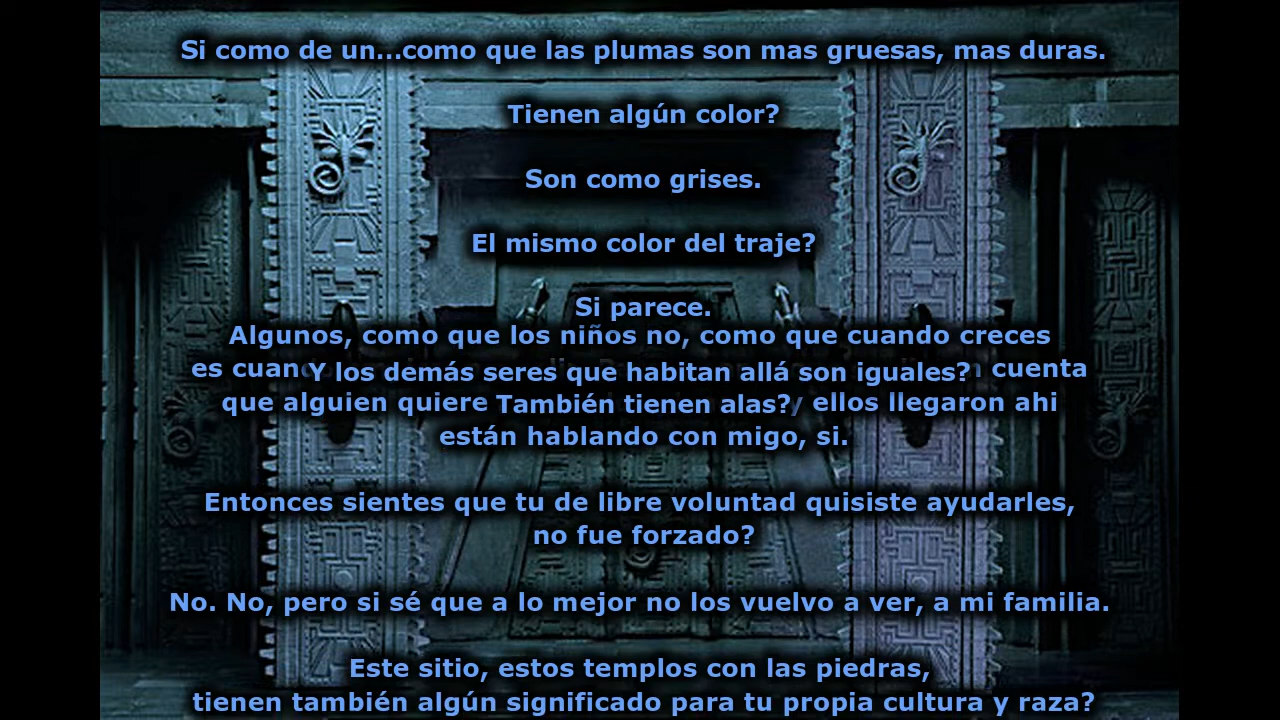 Si como de un...como que las plumas son mas gruesas, mas duras.
Tienen algún color?
Son como grises.
El mismo color del traje?
Si parece.
Algunos, como que los niños no, como que cuando creces
es cuan
Y los demás seres que habitan allá son iguales?
cuenta
que alguien quiere
También tienen alas?
y ellos llegaron ahi
están hablando con migo, si.
Entonces sientes que tu de libre voluntad quisiste ayudarles,
no fue forzado?
No. No, pero si sé que a lo mejor no los vuelvo a ver, a mi familia.
Este sitio, estos templos con las piedras,
tienen también algún significado para tu propia cultura y raza?